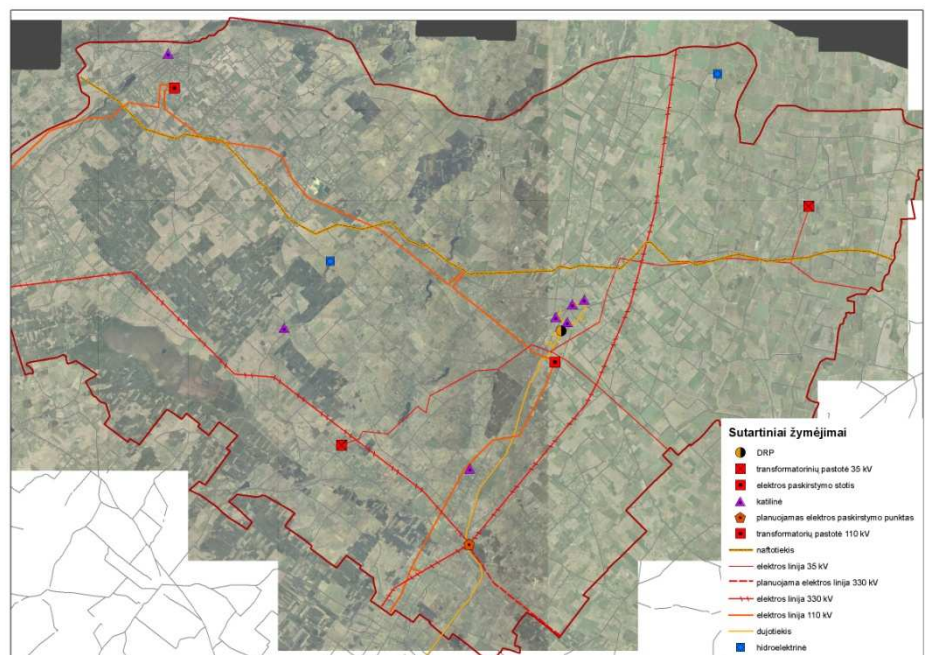 Sutartiniai žymėjimai
DRP
transformatorinių pastotė 35 kV
elektros paskirstymo stotis
katilinė
planuojamas elektros paskirstymo punktas
transformatorių pastotė 110 kV
naftotiekis
elektros linija 35 kV
planuojama elektros linija 330 kV
elektros linija 330 kV
elektros linija 110 kV
dujotiekis
hidroelektrinė